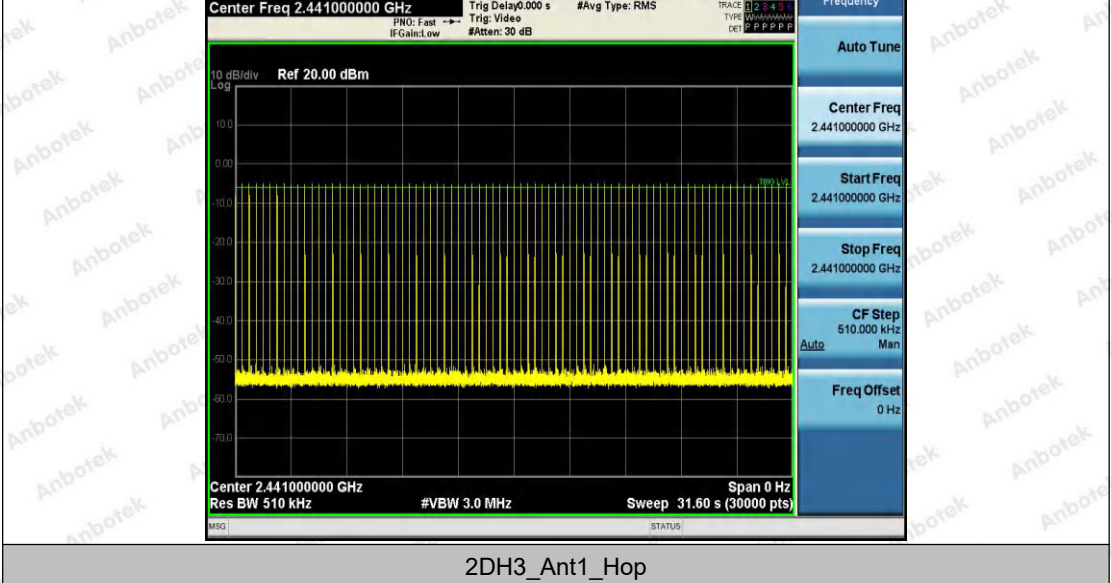 Center Freq 2.441000000 GHz
PNO: Fast
IFGain:Low
Trig Delay0.000 s
Trig: Video
#Atten: 30 dB
#Avg Type: RMS
TRACE 1 2 3 4 5 6
TYPE
DET P P P P P P
Frequency
Auto Tune
10 dB/div Ref 20.00 dBm
Log
10.0
0.00
-10.0
-20.0
-30.0
-40.0
-50.0
-60.0
-70.0
TRIG LVL
Center Freq
2.441000000 GHz
Start Freq
2.441000000 GHz
Stop Freq
2.441000000 GHz
CF Step
510.000 kHz
Auto Man
Freq Offset
0 Hz
Center 2.441000000 GHz Span 0 Hz
Res BW 510 kHz #VBW 3.0 MHz Sweep 31.60 s (30000 pts)
MSG STATUS
2DH3_Ant1_Hop
Anbotek